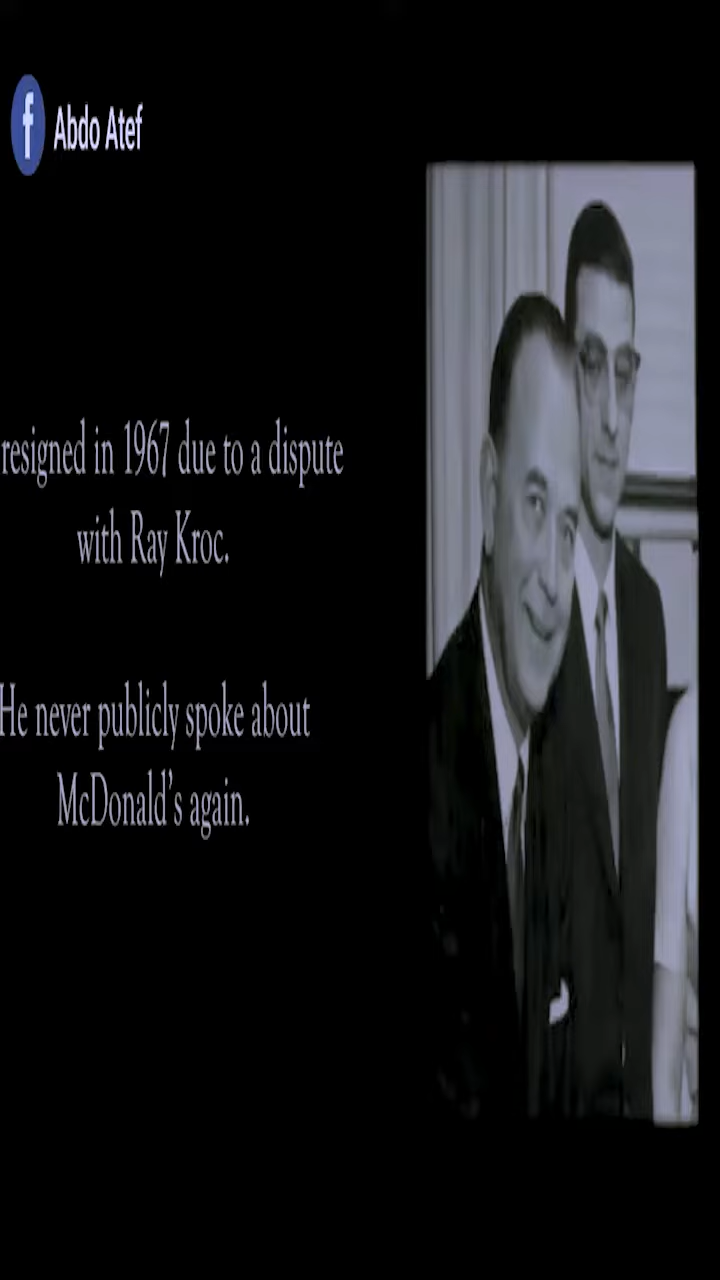 Abdo Atef
resigned in 1967 due to a dispute
with Ray Kroc.
He never publicly spoke about
McDonald's again.